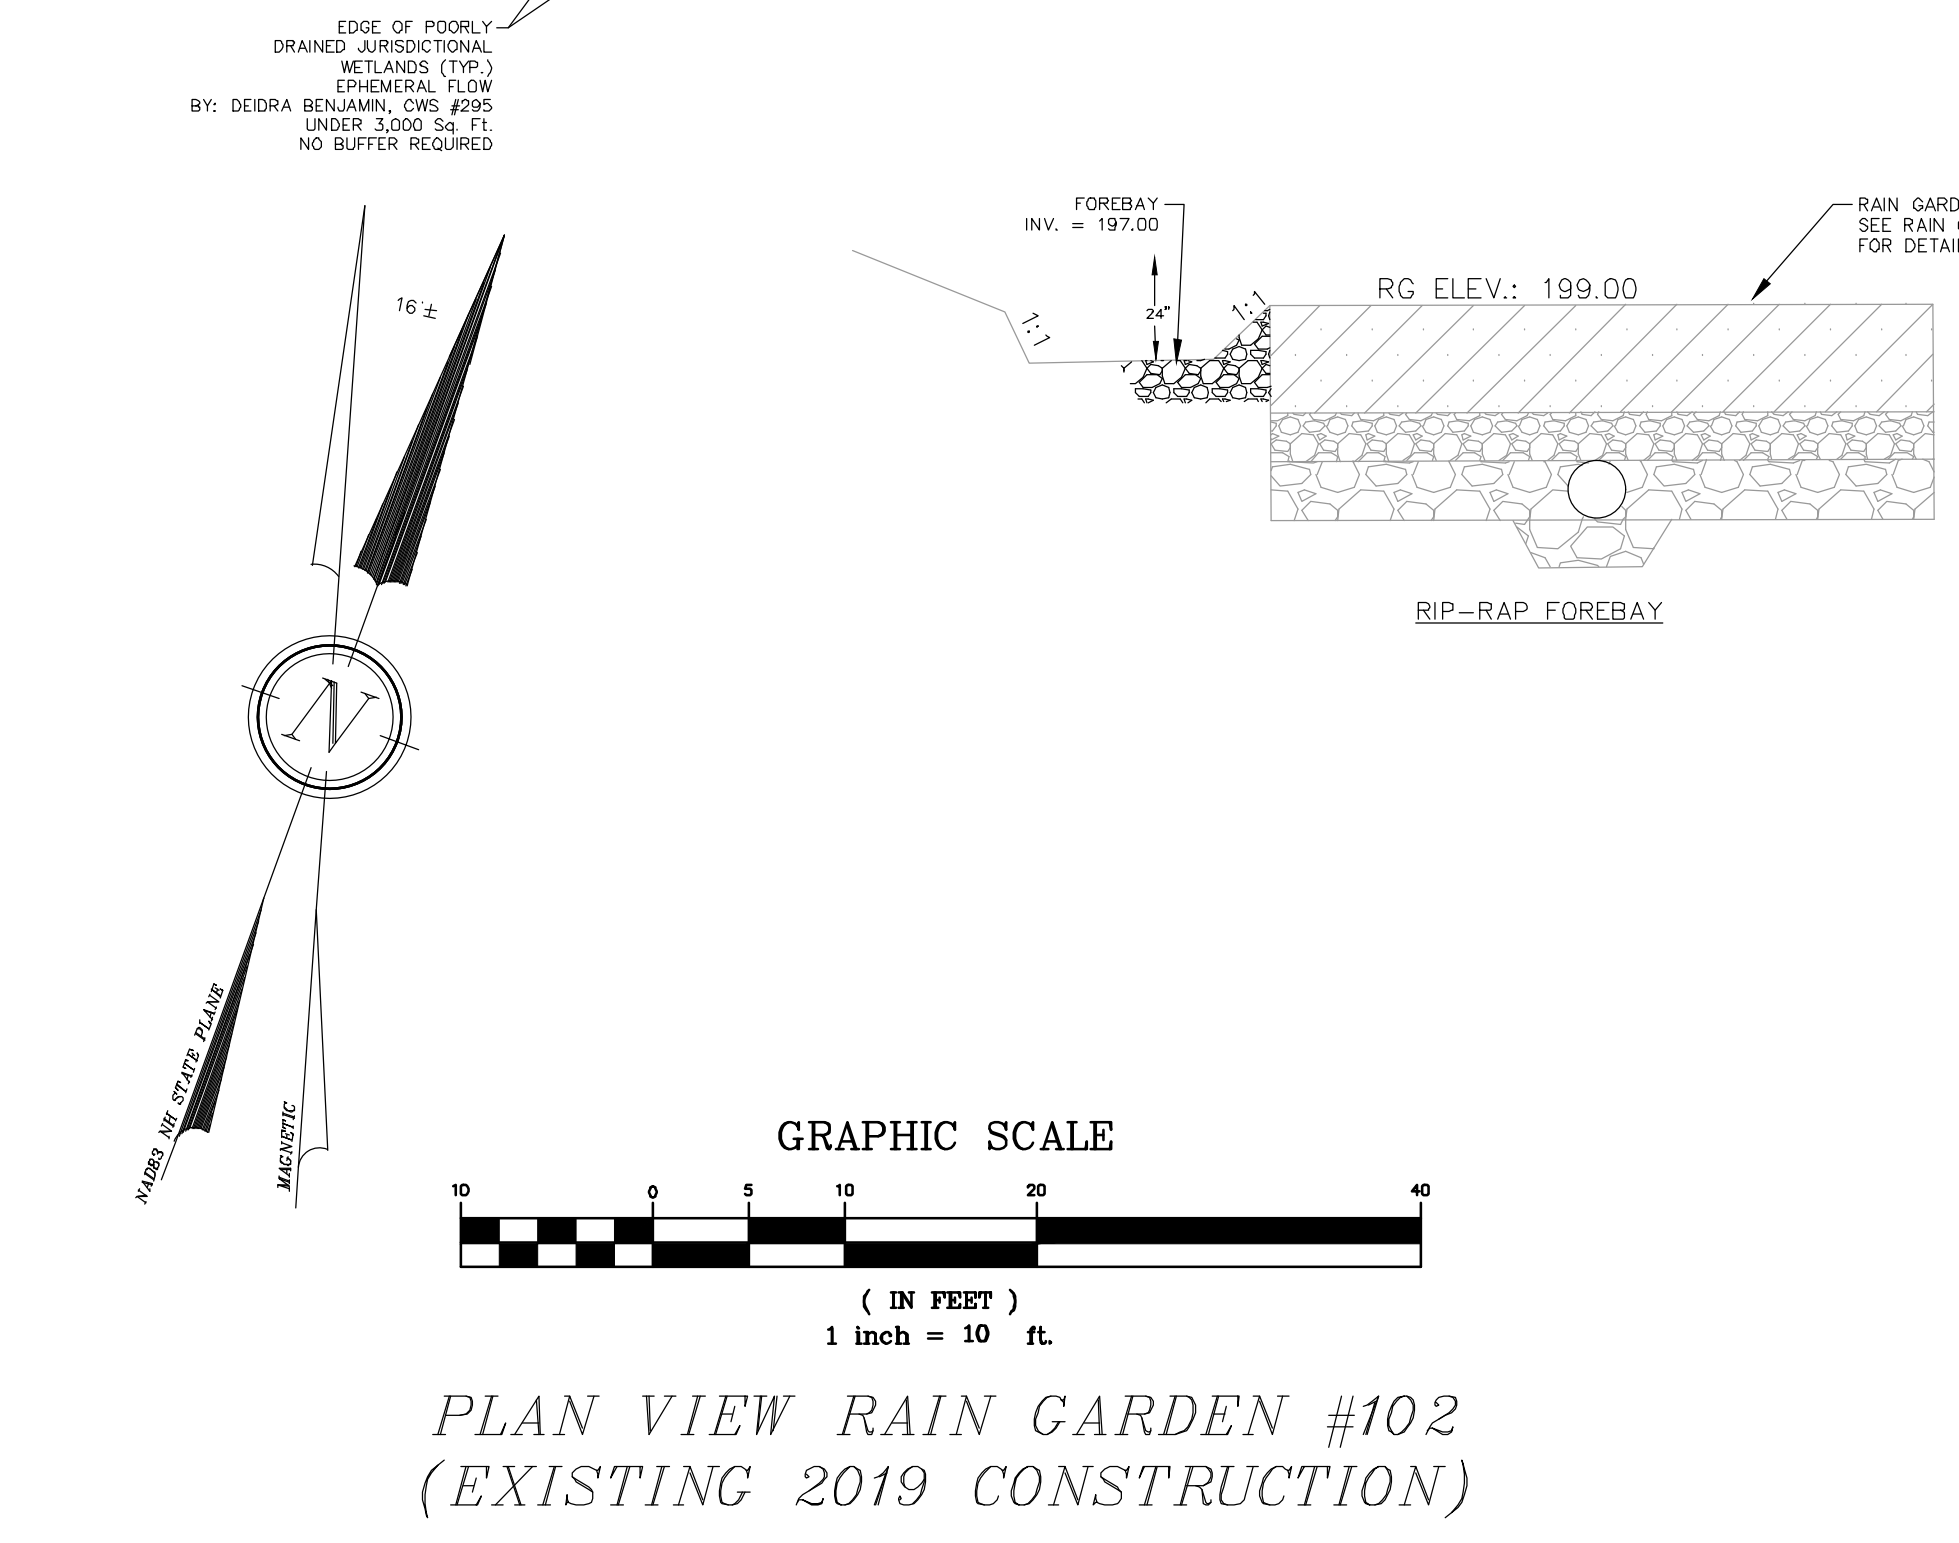 EDGE OF POORLY
DRAINED JURISDICTIONAL
WETLANDS (TYP.)
EPHEMERAL FLOW
BY: DEIDRA BENJAMIN, CWS #295
UNDER 3,000 Sq. Ft.
NO BUFFER REQUIRED
FOREBAY
INV. = 197.00
RAIN GARD
SEE RAIN
FOR DETAI
RG ELEV.: 199.00
1:1
24"
1:1
16.±
RIP-RAP FOREBAY
N
NAD83 NH STATE PLANE
MAGNETIC
GRAPHIC SCALE
10 0 5 10 20 40
( IN FEET )
1 inch = 10 ft.
PLAN VIEW RAIN GARDEN #102
(EXISTING 2019 CONSTRUCTION)